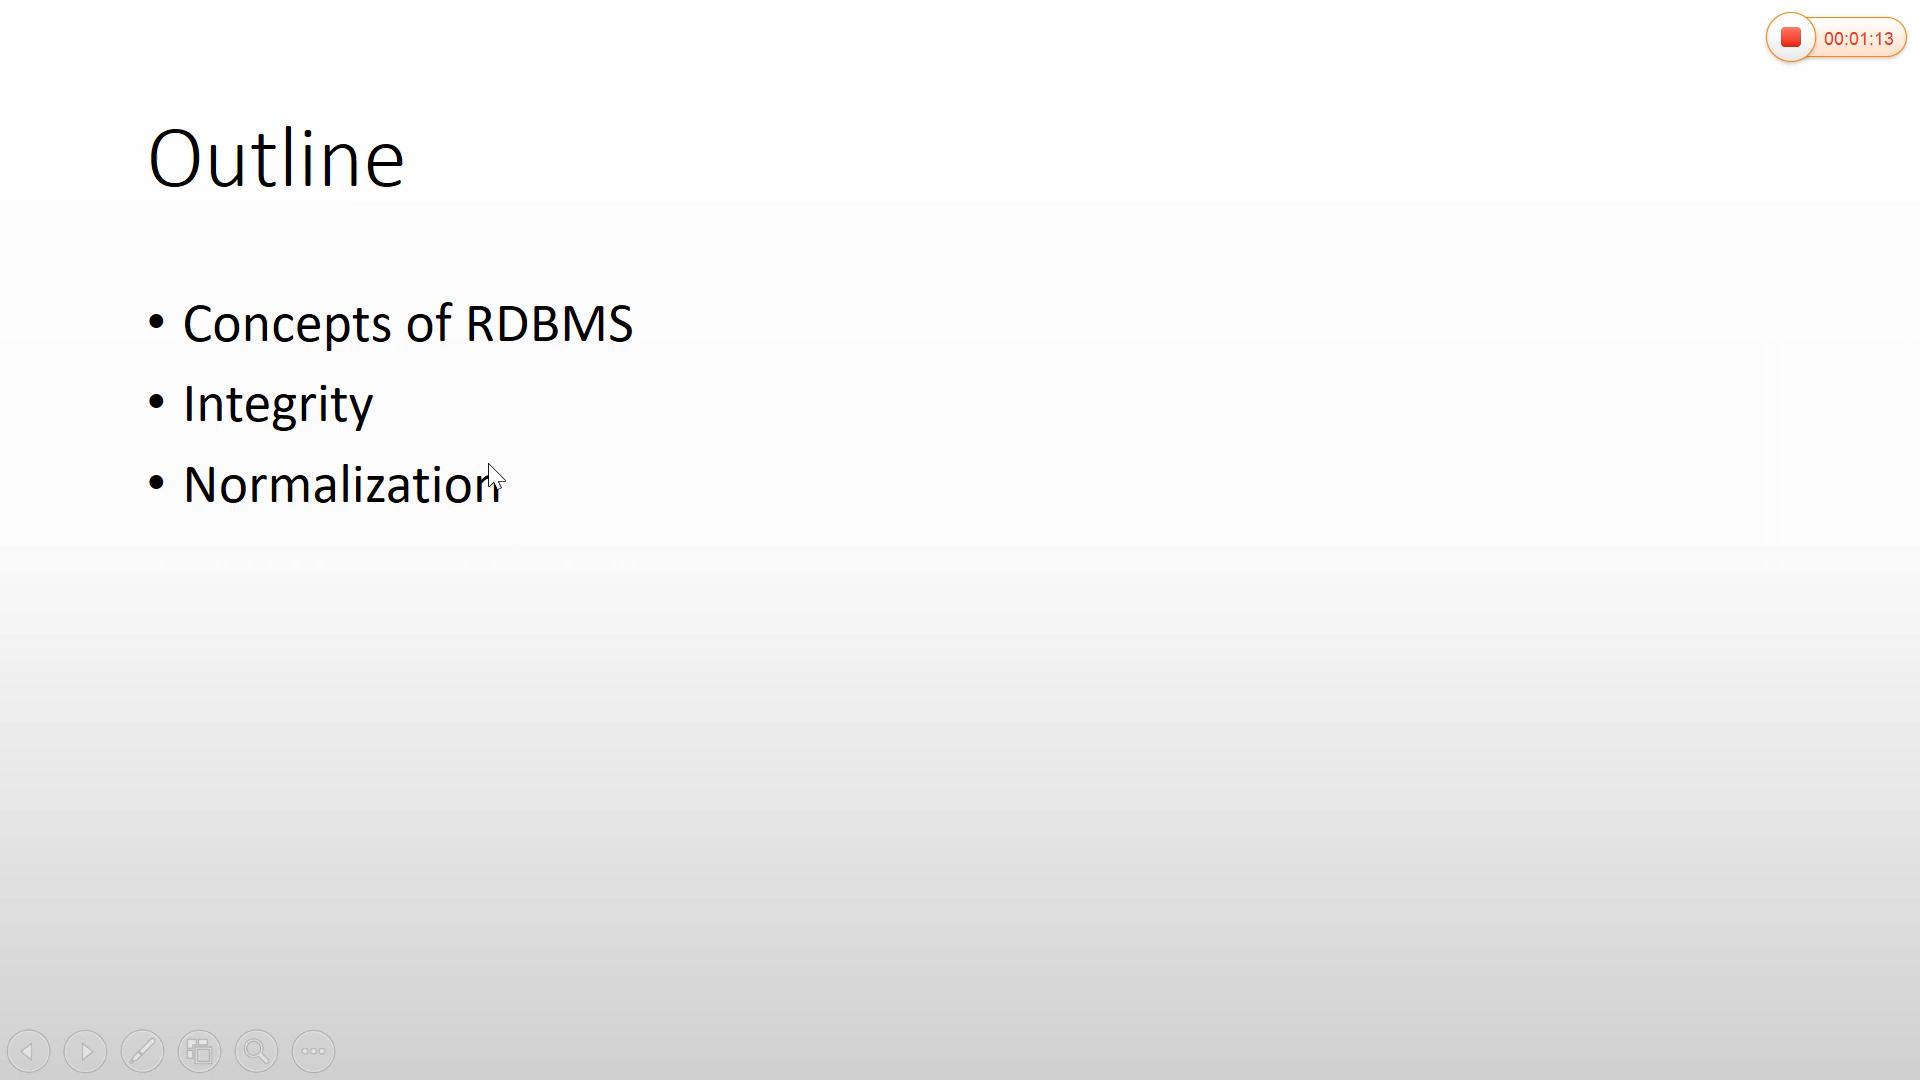 00:01:13
Outline
• Concepts of RDBMS
• Integrity
• Normalization